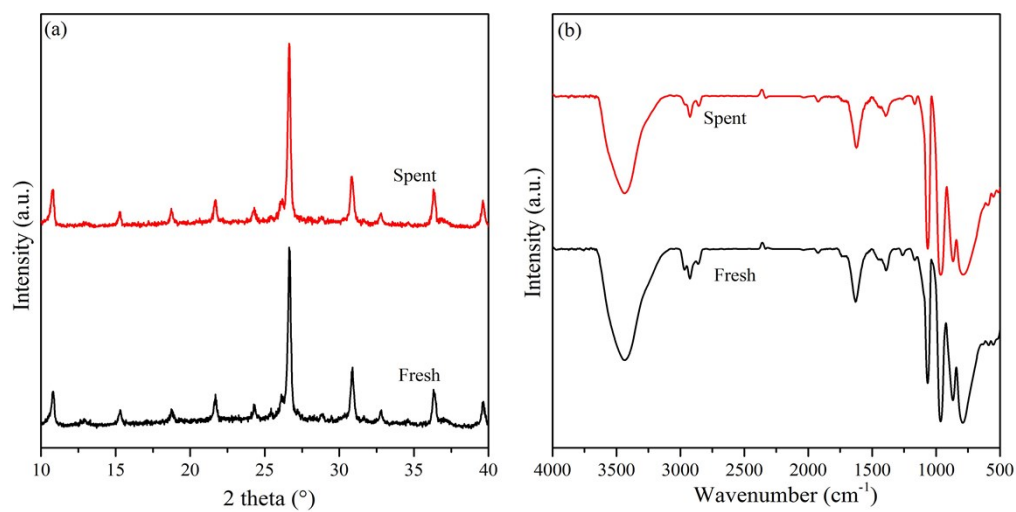 (a)
Spent
Fresh
Intensity (a.u.)
10 15 20 25 30 35 40
2 theta (°)
(b)
Spent
Fresh
Intensity (a.u.)
4000 3500 3000 2500 2000 1500 1000 500
Wavenumber (cm⁻¹)